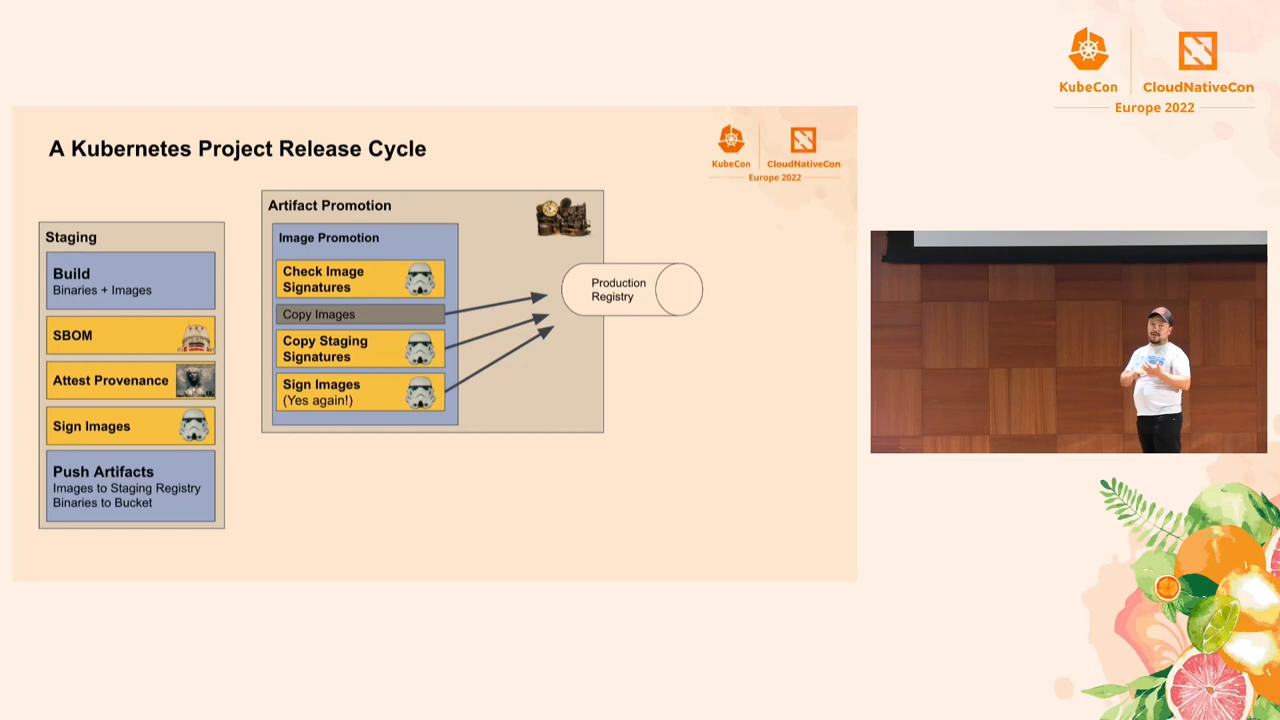 KubeCon
CloudNativeCon
Europe 2022
A Kubernetes Project Release Cycle
KubeCon
CloudNativeCon
Europe 2022
Staging
Build
Binaries + Images
SBOM
Attest Provenance
Sign Images
Push Artifacts
Images to Staging Registry
Binaries to Bucket
Artifact Promotion
Image Promotion
Check Image
Signatures
Copy Images
Copy Staging
Signatures
Sign Images
(Yes again!)
Production
Registry